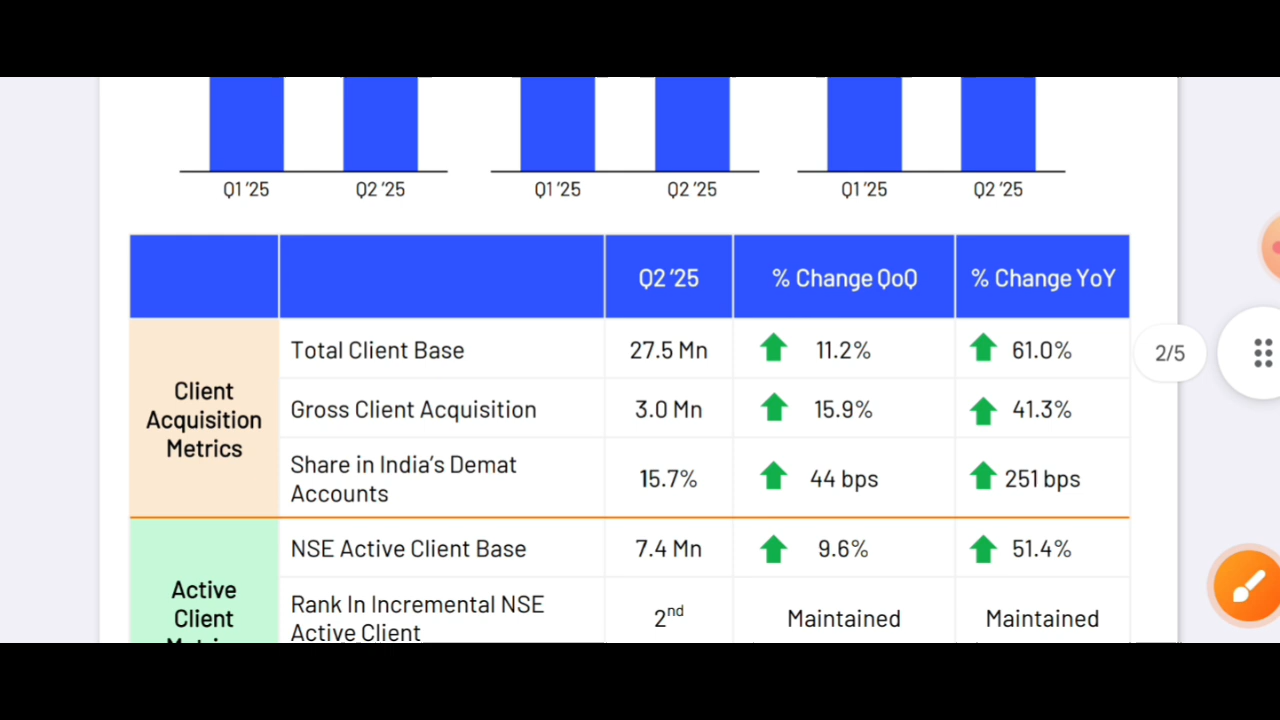 Q1 '25 Q2 '25 Q1 '25 Q2 '25 Q1 '25 Q2 '25
Q2 '25 % Change QoQ % Change YoY
Client
Acquisition
Metrics
Total Client Base 27.5 Mn 11.2% 61.0%
Gross Client Acquisition 3.0 Mn 15.9% 41.3%
Share in India's Demat
Accounts
15.7% 44 bps 251 bps
2/5
Active
Client
NSE Active Client Base 7.4 Mn 9.6% 51.4%
Rank In Incremental NSE
Active Client
2nd Maintained Maintained